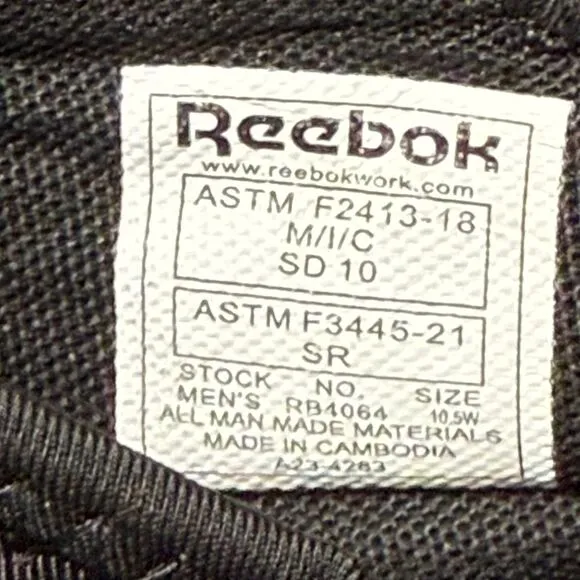 Reebok
www.reebokwork.com
ASTM F2413-18
M/I/C
SD 10
ASTM F3445-21
SR
STOCK NO. SIZE
MEN'S RB4064 10.5W
ALL MAN MADE MATERIALS
MADE IN CAMBODIA
A23-4283